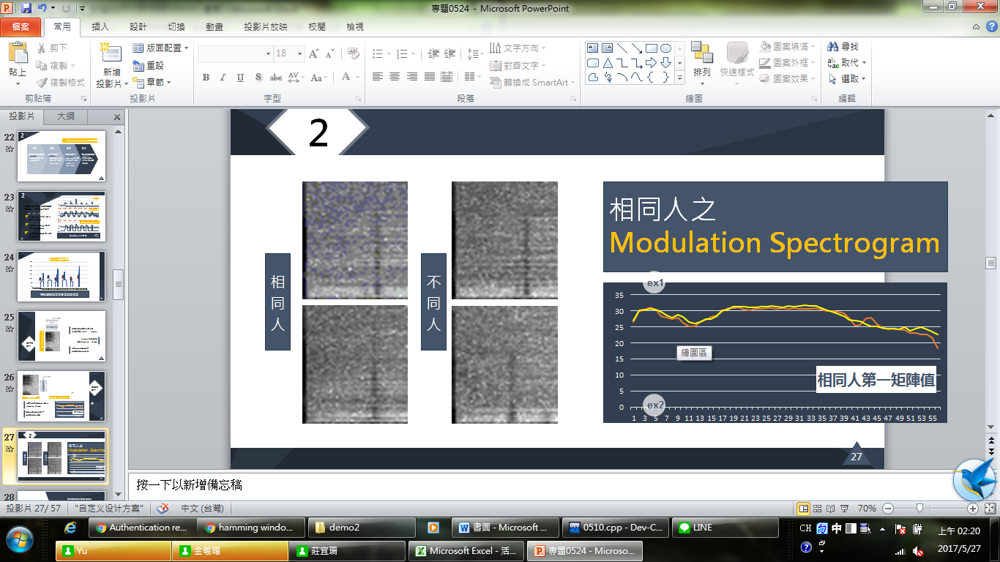 專題0524 - Microsoft PowerPoint
檔案 常用 插入 設計 切換 動畫 投影片放映 校閱 檢視
貼上
剪下
複製
複製格式
剪貼簿
新增
投影片
版面配置
重設
章節
投影片
18
B I U S abc AV Aa A
字型
文字方向
對齊文字
轉換成 SmartArt
段落
排列
快速樣式
圖案填滿
圖案外框
圖案效果
繪圖
尋找
取代
選取
編輯
投影片 大綱
22
23
24
25
26
27
28
2
相同人
不同人
相同人之
Modulation Spectrogram
ex1
35
30
25
20
15
10
5
0
繪圖區
相同人第一矩陣值
ex2
1 3 5 7 9 11 13 15 17 19 21 23 25 27 29 31 33 35 37 39 41 43 45 47 49 51 53 55
27
按一下以新增備忘稿
投影片 27/ 57 "自定义设计方案" 中文 (台灣) 70%
Authentication re... hamming windo... demo2 書面 - Microsoft ... 0510.cpp - Dev-C... LINE
CH 中
上午 02:20
Yu 金峻暘 莊宜珊 Microsoft Excel - 活... 專題0524 - Microso...
2017/5/27